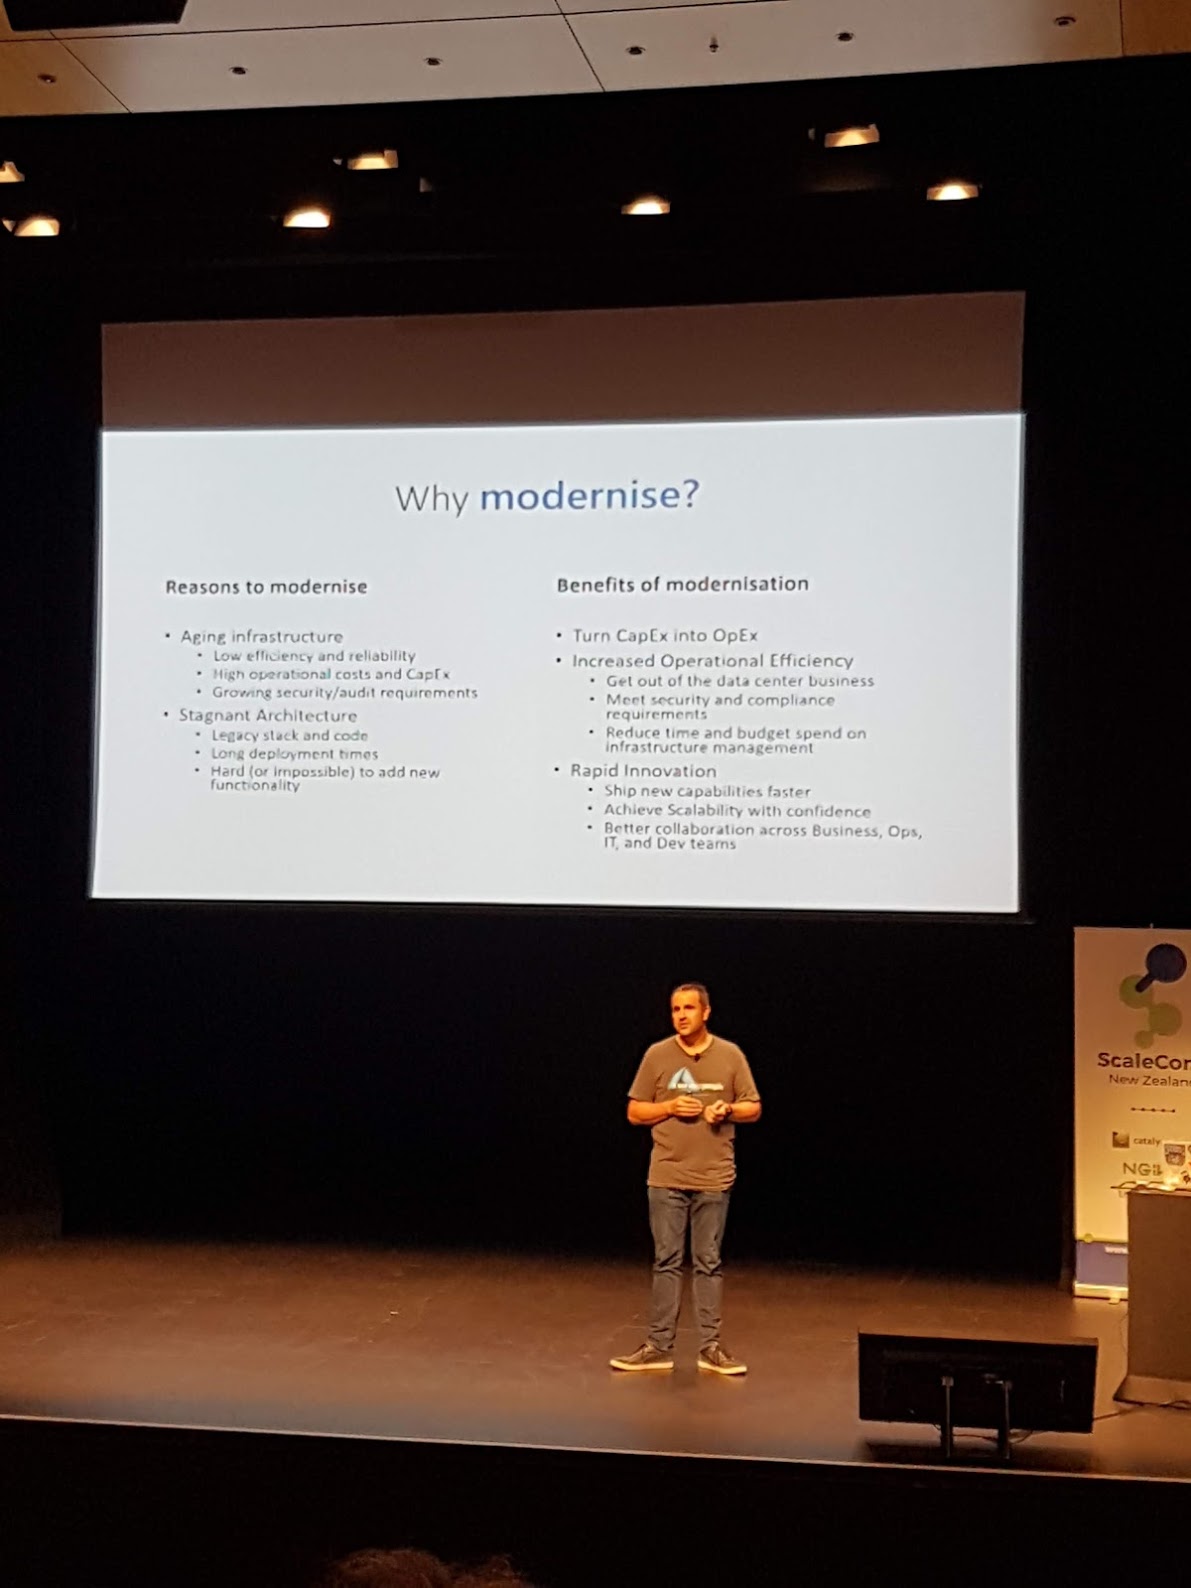 Why modernise?
Reasons to modernise
• Aging infrastructure
• Low efficiency and reliability
• High operational costs and CapEx
• Growing security/audit requirements
• Stagnant Architecture
• Legacy stack and code
• Long deployment times
• Hard (or impossible) to add new
functionality
Benefits of modernisation
• Turn CapEx into OpEx
• Increased Operational Efficiency
• Get out of the data center business
• Meet security and compliance
requirements
• Reduce time and budget spend on
infrastructure management
• Rapid Innovation
• Ship new capabilities faster
• Achieve Scalability with confidence
• Better collaboration across Business, Ops,
IT, and Dev teams
ScaleCon
New Zealan
cataly